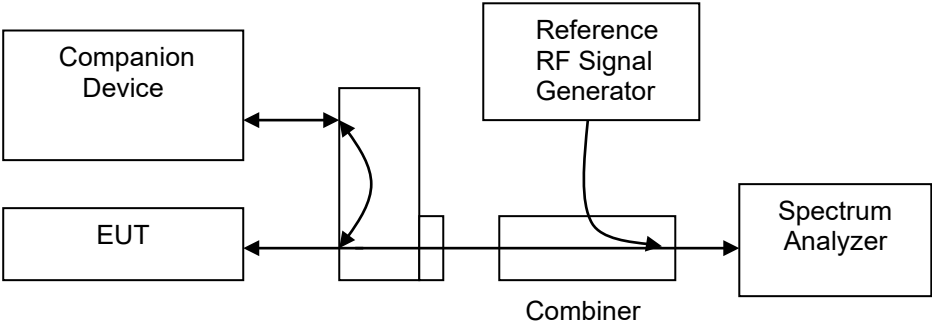 Companion
Device
Reference
RF Signal
Generator
EUT
Spectrum
Analyzer
Combiner